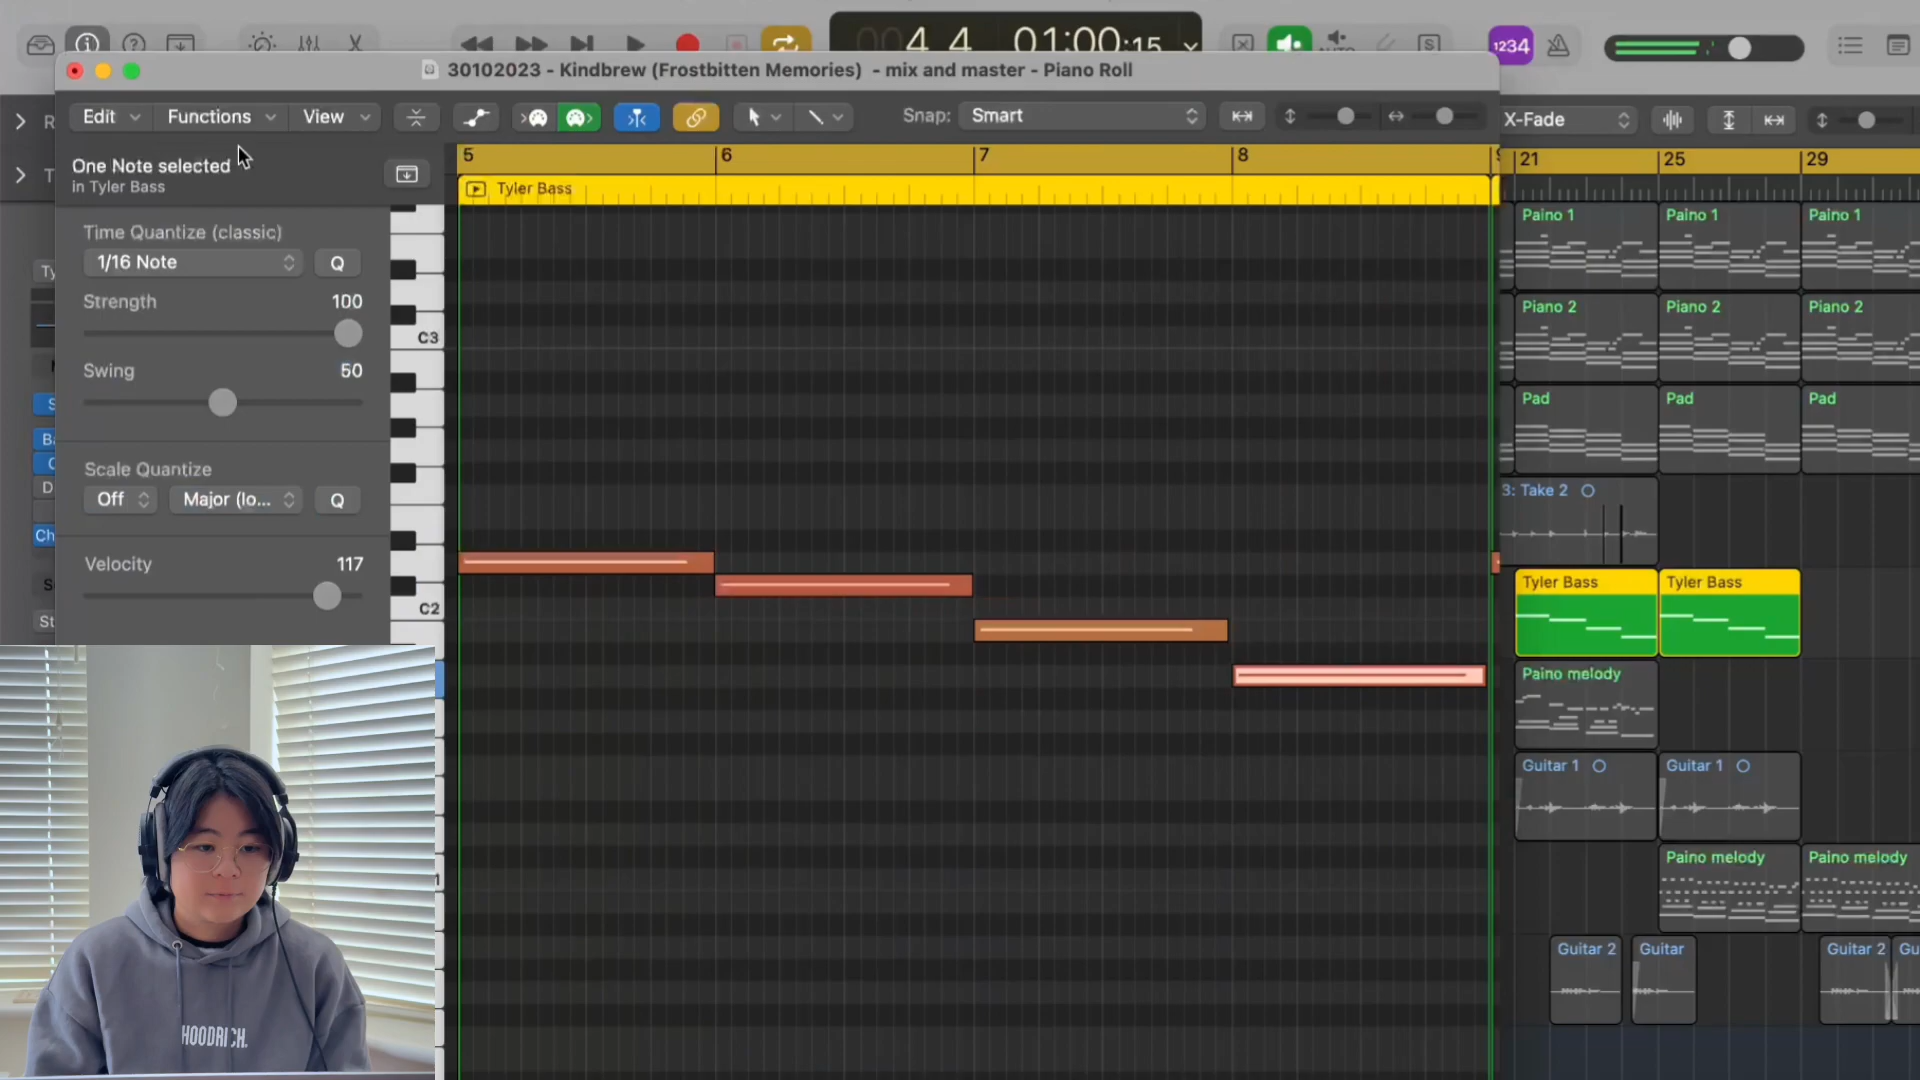 4 4 01:00:15
1234
30102023 - Kindbrew (Frostbitten Memories) - mix and master - Piano Roll
Edit Functions View Snap: Smart X-Fade
One Note selected
in Tyler Bass
5 6 7 8 21 25 29
Tyler Bass
Time Quantize (classic)
1/16 Note Q
Strength 100
Swing 50
Scale Quantize
Off Major (lo... Q
Velocity 117
C3
C2
Paino 1 Paino 1 Paino 1
Piano 2 Piano 2 Piano 2
Pad Pad Pad
3: Take 2
Tyler Bass Tyler Bass
Paino melody
Guitar 1 Guitar 1
Paino melody Paino melody
Guitar 2 Guitar Guitar 2 Gu
HOODRICH.